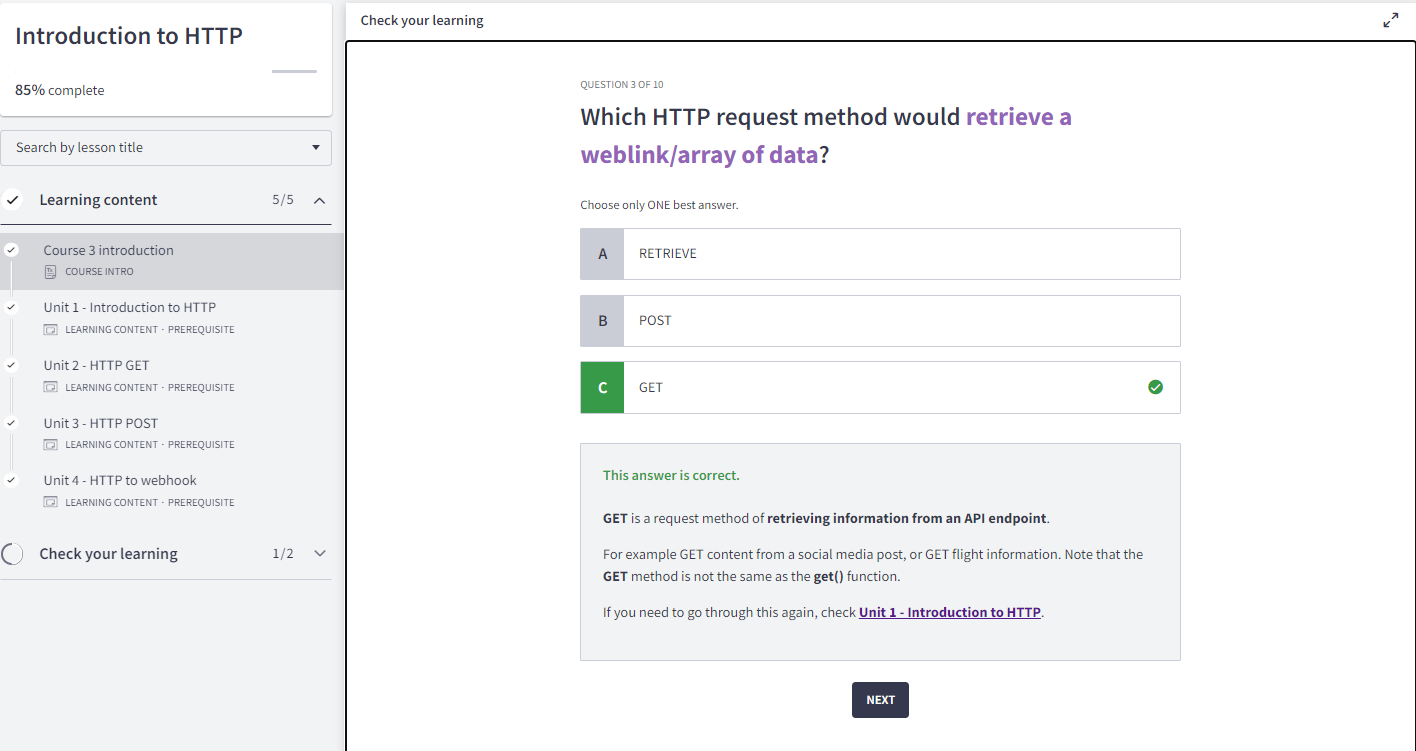 Introduction to HTTP
85% complete
Search by lesson title
Learning content 5/5
Course 3 introduction
COURSE INTRO
Unit 1 - Introduction to HTTP
LEARNING CONTENT · PREREQUISITE
Unit 2 - HTTP GET
LEARNING CONTENT · PREREQUISITE
Unit 3 - HTTP POST
LEARNING CONTENT · PREREQUISITE
Unit 4 - HTTP to webhook
LEARNING CONTENT · PREREQUISITE
Check your learning 1/2
Check your learning
QUESTION 3 OF 10
Which HTTP request method would retrieve a
weblink/array of data?
Choose only ONE best answer.
A RETRIEVE
B POST
C GET
This answer is correct.
GET is a request method of retrieving information from an API endpoint.
For example GET content from a social media post, or GET flight information. Note that the
GET method is not the same as the get() function.
If you need to go through this again, check Unit 1 - Introduction to HTTP.
NEXT